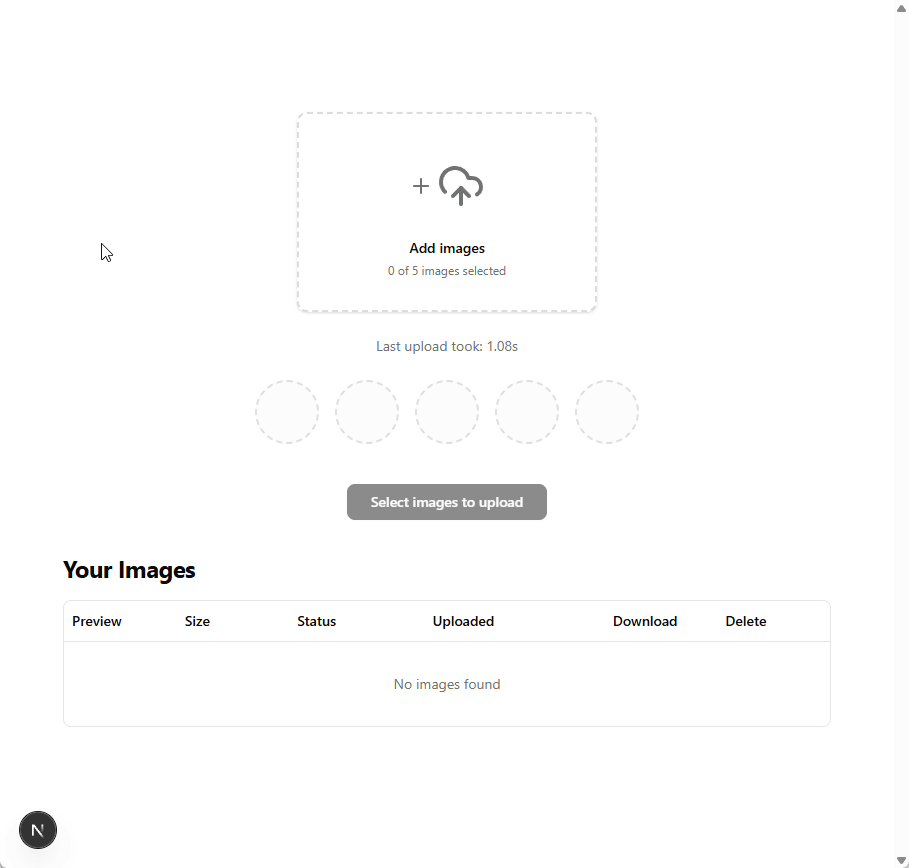 Add images
0 of 5 images selected
Last upload took: 1.08s
Select images to upload
Your Images
Preview Size Status Uploaded Download Delete
No images found
N